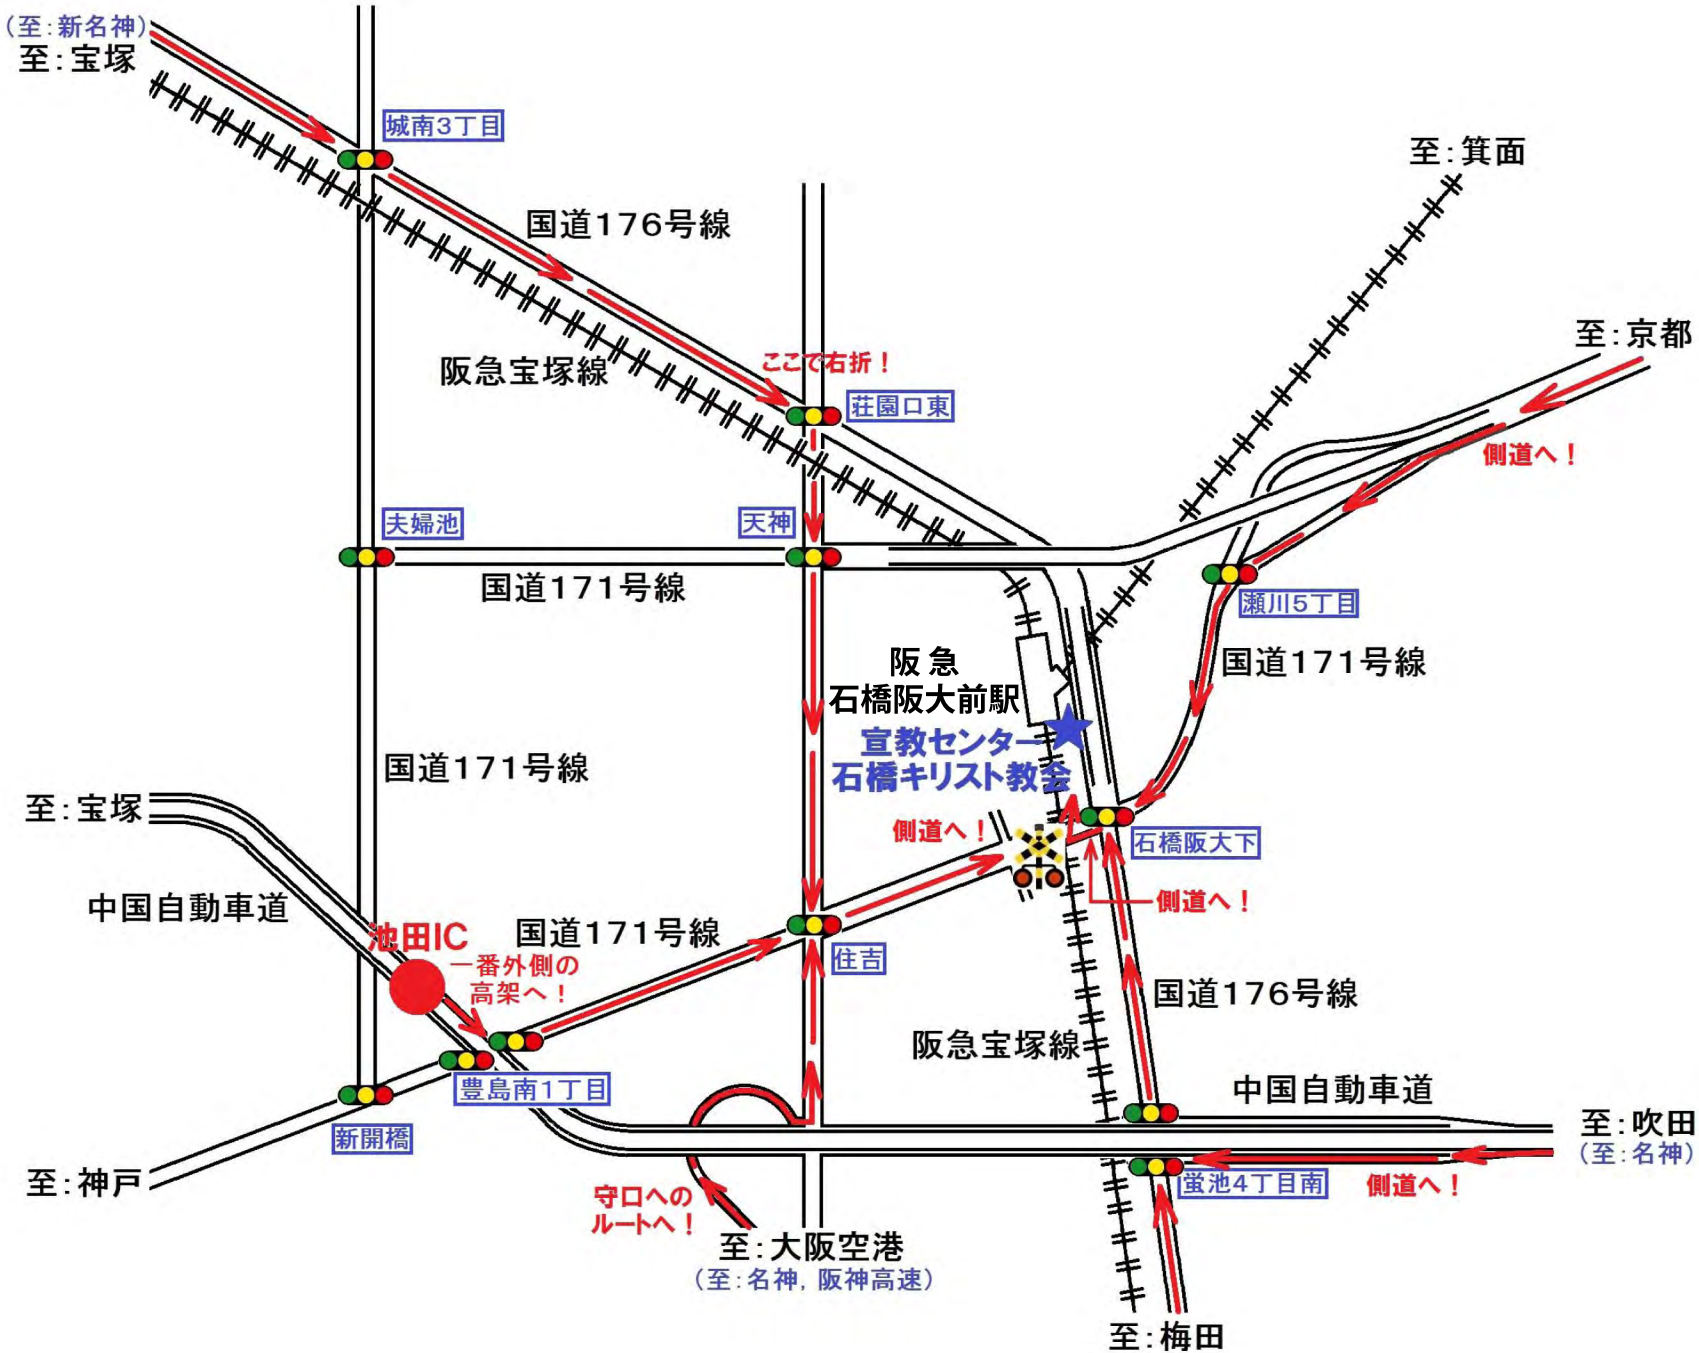 （至：新名神）
至：宝塚
城南3丁目
至：箕面
国道176号線
至：京都
阪急宝塚線
ここで右折！
荘園口東
側道へ！
夫婦池
天神
国道171号線
瀬川5丁目
阪急
石橋阪大前駅
国道171号線
宣教センター
石橋キリスト教会
国道171号線
至：宝塚
側道へ！
石橋阪大下
中国自動車道
側道へ！
池田IC
国道171号線
一番外側の
高架へ！
住吉
国道176号線
阪急宝塚線
豊島南1丁目
中国自動車道
新開橋
至：吹田
（至：名神）
至：神戸
守口への
ルートへ！
蛍池4丁目南
側道へ！
至：大阪空港
（至：名神，阪神高速）
至：梅田